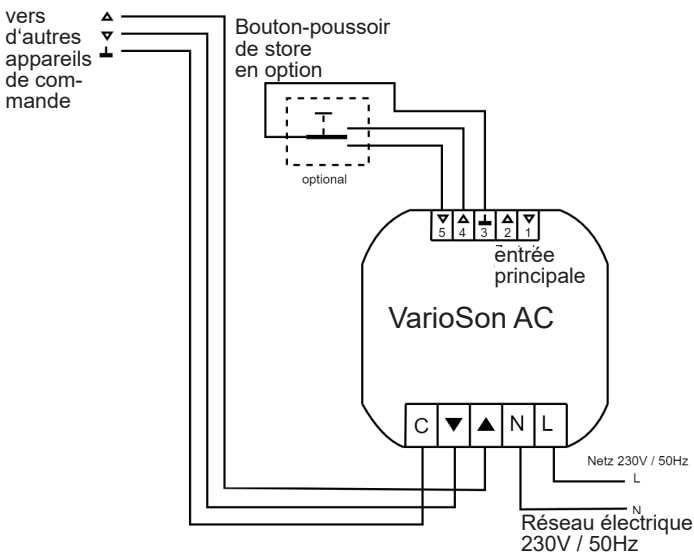 vers
d‘autres
appareils
de com-
mande
Bouton-poussoir
de store
en option
optional
5 4 3 2 1
entrée
principale
VarioSon AC
C N L
Netz 230V / 50Hz
L
N
Réseau électrique
230V / 50Hz